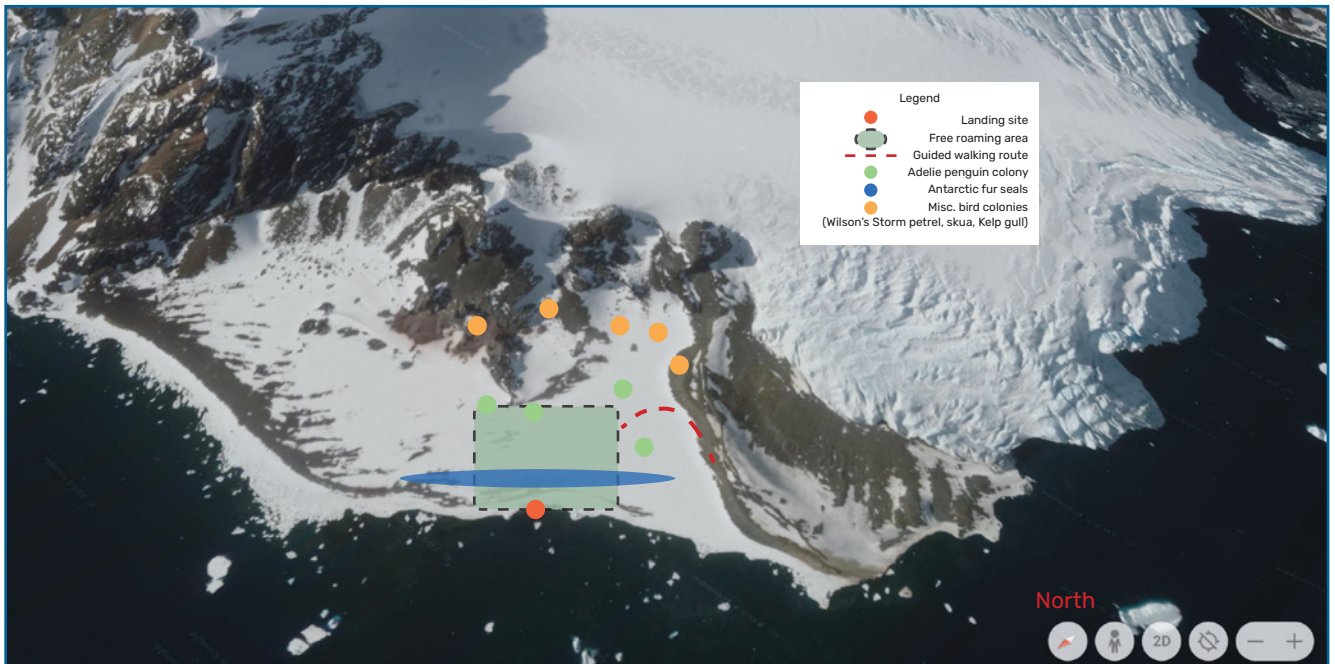 Legend
Landing site
Free roaming area
Guided walking route
Adelie penguin colony
Antarctic fur seals
Misc. bird colonies
(Wilson's Storm petrel, skua, Kelp gull)
North
2D